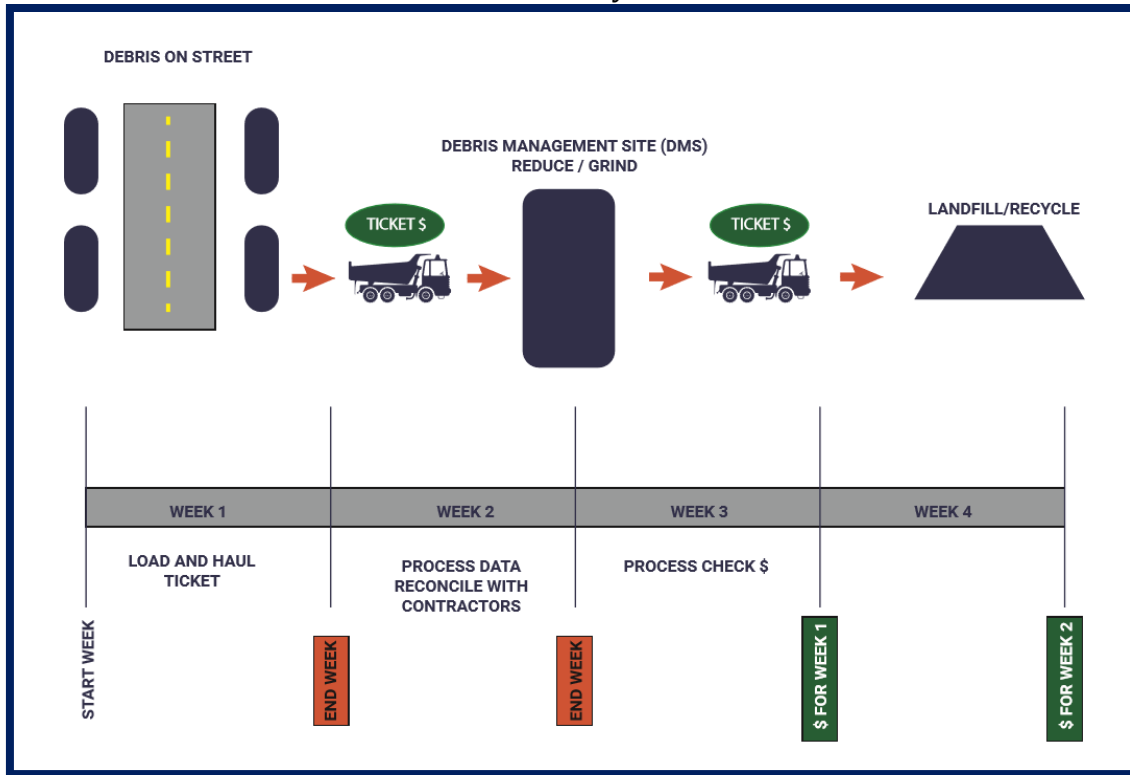 DEBRIS ON STREET
DEBRIS MANAGEMENT SITE (DMS)
REDUCE / GRIND
TICKET $
TICKET $
LANDFILL/RECYCLE
WEEK 1
WEEK 2
WEEK 3
WEEK 4
LOAD AND HAUL
TICKET
PROCESS DATA
RECONCILE WITH
CONTRACTORS
PROCESS CHECK $
START WEEK
END WEEK
END WEEK
$ FOR WEEK 1
$ FOR WEEK 2